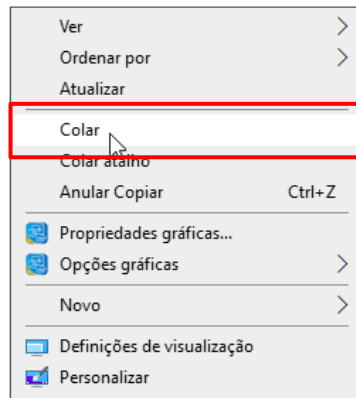 Ver
Ordenar por
Atualizar
Colar
Colar atalho
Anular Copiar Ctrl+Z
Propriedades gráficas...
Opções gráficas
Novo
Definições de visualização
Personalizar